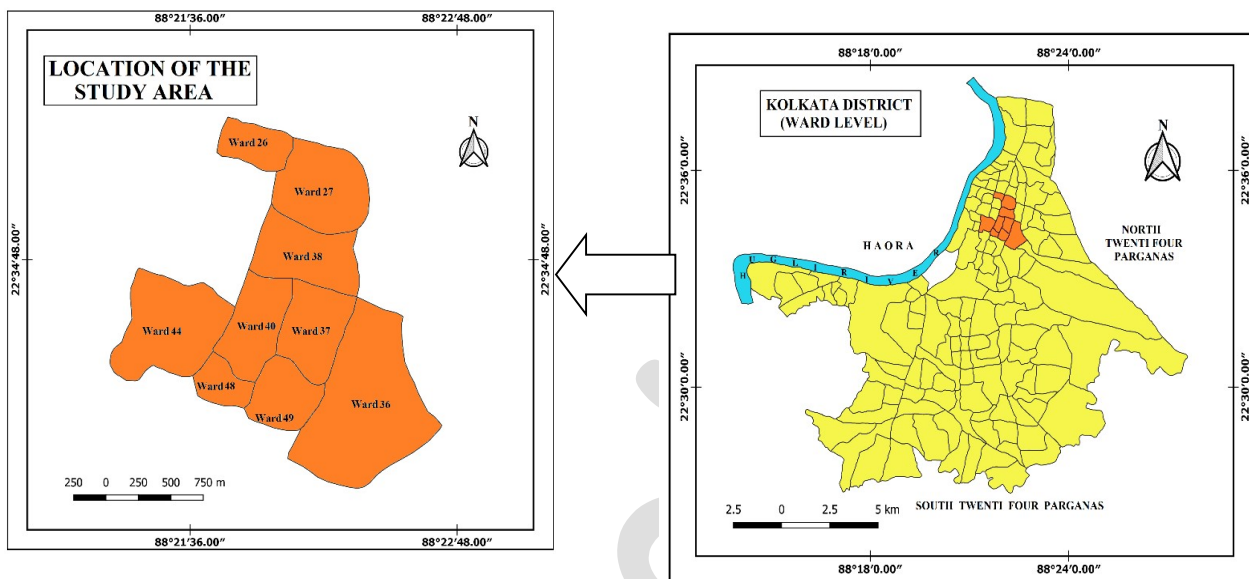 88°21'36.00"
88°22'48.00"
LOCATION OF THE
STUDY AREA
N
22°34'48.00"
22°34'48.00"
Ward 26
Ward 27
Ward 38
Ward 44
Ward 40
Ward 37
Ward 48
Ward 49
Ward 36
250 0 250 500 750 m
88°21'36.00"
88°22'48.00"
88°18'0.00"
88°24'0.00"
KOLKATA DISTRICT
(WARD LEVEL)
N
22°36'0.00"
22°36'0.00"
HAORA
NORTH
TWENTI FOUR
PARGANAS
HUGLI RIVER
22°30'0.00"
22°30'0.00"
2.5 0 2.5 5 km
SOUTH TWENTI FOUR PARGANAS
88°18'0.00"
88°24'0.00"